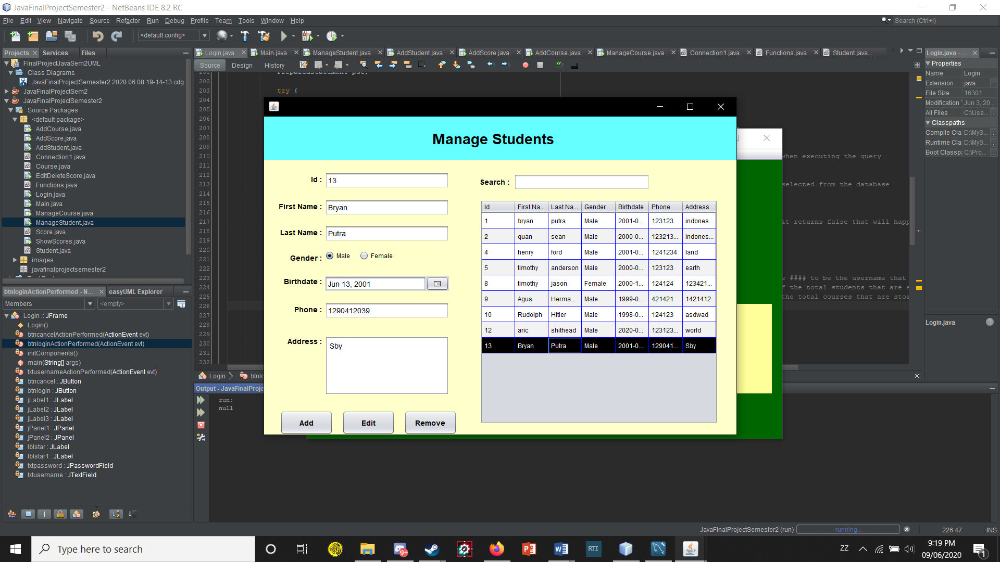 JavaFinalProjectSemester2 - NetBeans IDE 8.2 RC
File Edit View Navigate Source Refactor Run Debug Profile Team Tools Window Help
Search (Ctrl+I)
<default config>
Projects Services Files
FinalProjectJavaSem2UML
Class Diagrams
JavaFinalProjectSemester2 2020.06.08 19-14-13.cdg
JavaFinalProjectSem2
JavaFinalProjectSemester2
Source Packages
<default package>
AddCourse.java
AddScore.java
AddStudent.java
Connection1.java
Course.java
EditDeleteScore.java
Functions.java
Login.java
Main.java
ManageCourse.java
ManageStudent.java
Score.java
ShowScores.java
Student.java
images
javafinalprojectsemester2
btnloginActionPerformed - N... easyUML Explorer
Members <empty>
Login :: JFrame
Login()
btncancelActionPerformed(ActionEvent evt)
btnloginActionPerformed(ActionEvent evt)
initComponents()
main(String[] args)
txtusernameActionPerformed(ActionEvent evt)
btncancel : JButton
btnlogin : JButton
jLabel1 : JLabel
jLabel2 : JLabel
jLabel3 : JLabel
jPanel1 : JPanel
jPanel2 : JPanel
lblstar : JLabel
lblstar1 : JLabel
txtpassword : JPasswordField
txtusername : JTextField
Login.java Main.java ManageStudent.java AddStudent.java AddScore.java AddCourse.java ManageCourse.java Connection1.java Functions.java Student.java...
Source Design History
202
203 try {
204
205
206
207
208
209
210 when executing the query
211
212
213 selected from the database
214
215
216
217 it returns false that will happ
218
219
220
221
222
223 e #### to be the username that
224 f the total students that are s
225 the total courses that are stor
226
227
228
229
230
231
232
Manage Students
Id : 13
First Name : Bryan
Last Name : Putra
Gender : Male Female
Birthdate : Jun 13, 2001
Phone : 1290412039
Address : Sby
Add Edit Remove
Search :
Id First Na... Last Na... Gender Birthdate Phone Address
1 bryan putra Male 2001-0... 123123 indones...
2 quan sean Male 2000-0... 123213... indones...
4 henry ford Male 2001-0... 1241234 land
5 timothy anderson Male 2000-0... 123123 earth
8 timothy jason Female 2000-1... 124124 123421...
9 Agus Herma... Male 1999-0... 421421 1421412
10 Rudolph Hitler Male 1998-0... 124123 asdwad
12 aric shithead Male 2020-0... 123123... world
13 Bryan Putra Male 2001-0... 129041... Sby
Login btnlo
Output - JavaFinalProje
run:
null
Login.java - ...
Properties
Name Login
Extension java
File Size 16301
Modification Jun 3, 20...
All Files C:\Use...
Classpaths
Compile Cla D:\MyS...
Runtime Cla D:\MyS...
Boot Classpa C:\Pro...
Login.java
JavaFinalProjectSemester2 (run) running... 226:47 INS
Type here to search
9+
RTI
ZZ
9:19 PM
09/06/2020
1